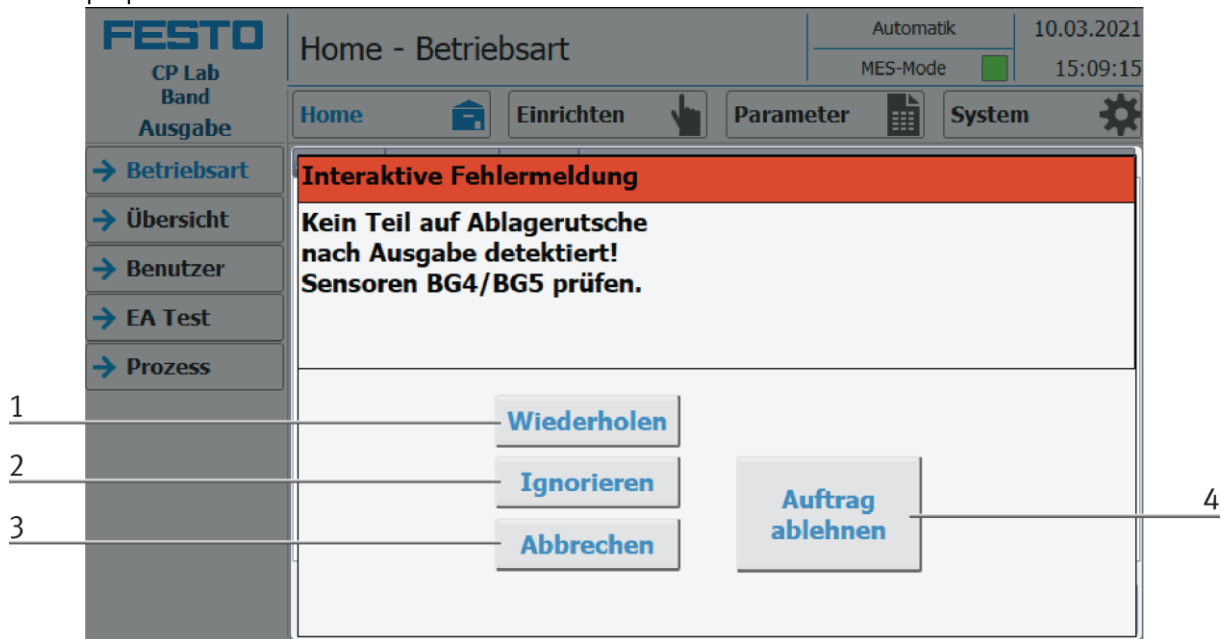 FESTO
CP Lab
Band
Ausgabe
Home - Betriebsart
Automatik
MES-Mode
10.03.2021
15:09:15
Home
Einrichten
Parameter
System
Betriebsart
Übersicht
Benutzer
EA Test
Prozess
Interaktive Fehlermeldung
Kein Teil auf Ablagerutsche
nach Ausgabe detektiert!
Sensoren BG4/BG5 prüfen.
1
Wiederholen
2
Ignorieren
3
Abbrechen
Auftrag
ablehnen
4